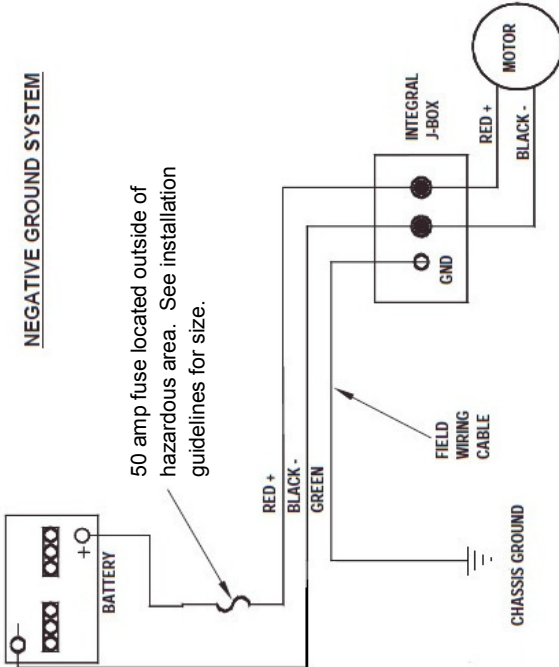 NEGATIVE GROUND SYSTEM
50 amp fuse located outside of
hazardous area. See installation
guidelines for size.
BATTERY
+
-
RED +
BLACK -
GREEN
INTEGRAL
J-BOX
GND
RED +
BLACK -
MOTOR
FIELD
WIRING
CABLE
CHASSIS GROUND